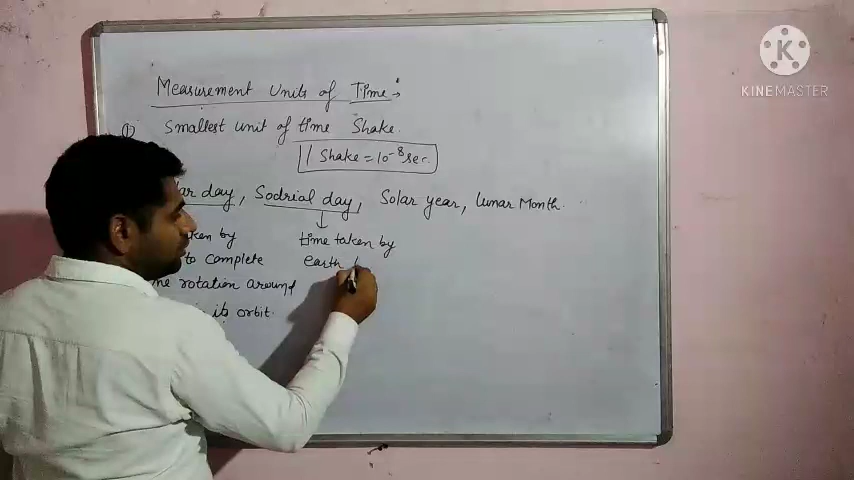 Measurement Units of Time:
① Smallest unit of time Shake.
1 Shake = 10⁻⁸ sec.
day, Sodrial day, Solar year, lunar Month.
taken by
to complete
rotation around
its orbit.
time taken by
earth
K
KINEMASTER